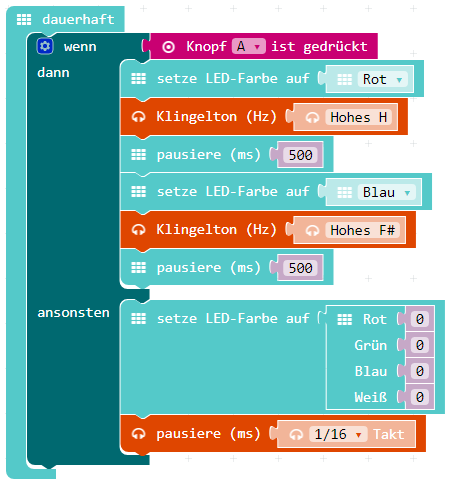 dauerhaft
wenn Knopf A ist gedrückt
dann
setze LED-Farbe auf Rot
Klingelton (Hz) Hohes H
pausiere (ms) 500
setze LED-Farbe auf Blau
Klingelton (Hz) Hohes F#
pausiere (ms) 500
ansonsten
setze LED-Farbe auf Rot 0
Grün 0
Blau 0
Weiß 0
pausiere (ms) 1/16 Takt